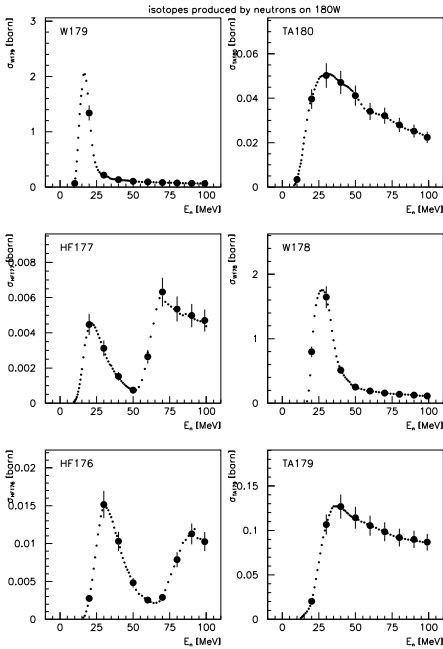 isotopes produced by neutrons on 180W
σW179 [barn]
W179
3
2
1
0
0 25 50 75 100
En [MeV]
σTA180 [barn]
TA180
0.06
0.04
0.02
0
0 25 50 75 100
En [MeV]
σHF177 [barn]
HF177
0.008
0.006
0.004
0.002
0
0 25 50 75 100
En [MeV]
σW178 [barn]
W178
2
1
0
0 25 50 75 100
En [MeV]
σHF176 [barn]
HF176
0.02
0.015
0.01
0.005
0
0 25 50 75 100
En [MeV]
σTA179 [barn]
TA179
0.2
0.15
0.1
0.05
0
0 25 50 75 100
En [MeV]